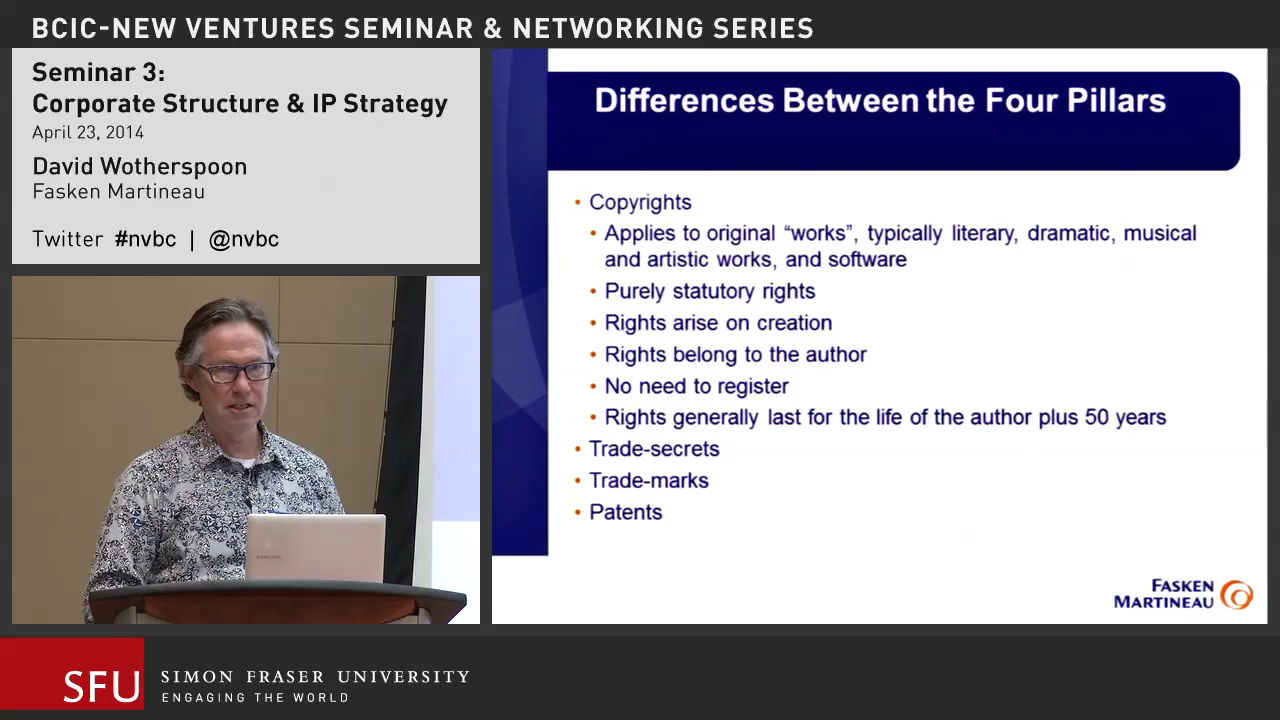 BCIC-NEW VENTURES SEMINAR & NETWORKING SERIES
Seminar 3:
Corporate Structure & IP Strategy
April 23, 2014
David Wotherspoon
Fasken Martineau
Twitter #nvbc | @nvbc
SAMSUNG
Differences Between the Four Pillars
• Copyrights
• Applies to original “works”, typically literary, dramatic, musical
and artistic works, and software
• Purely statutory rights
• Rights arise on creation
• Rights belong to the author
• No need to register
• Rights generally last for the life of the author plus 50 years
• Trade-secrets
• Trade-marks
• Patents
FASKEN
MARTINEAU
SFU
SIMON FRASER UNIVERSITY
ENGAGING THE WORLD